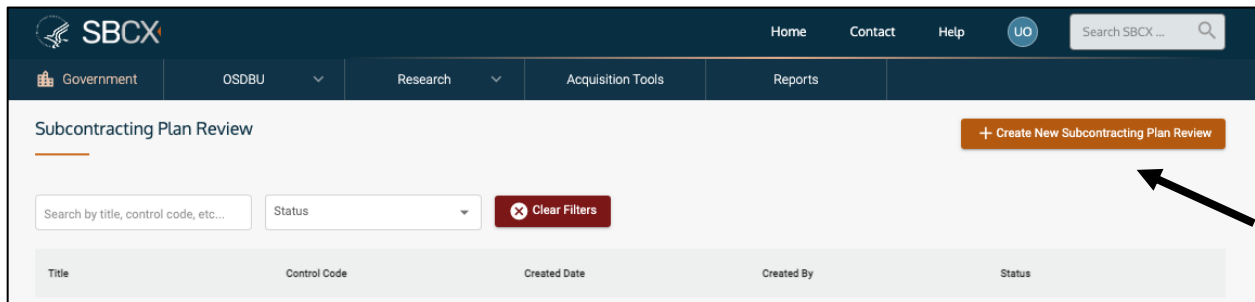 SBCX
Home Contact Help UO Search SBCX ...
Government OSDBU Research Acquisition Tools Reports
Subcontracting Plan Review
+ Create New Subcontracting Plan Review
Search by title, control code, etc... Status Clear Filters
Title Control Code Created Date Created By Status